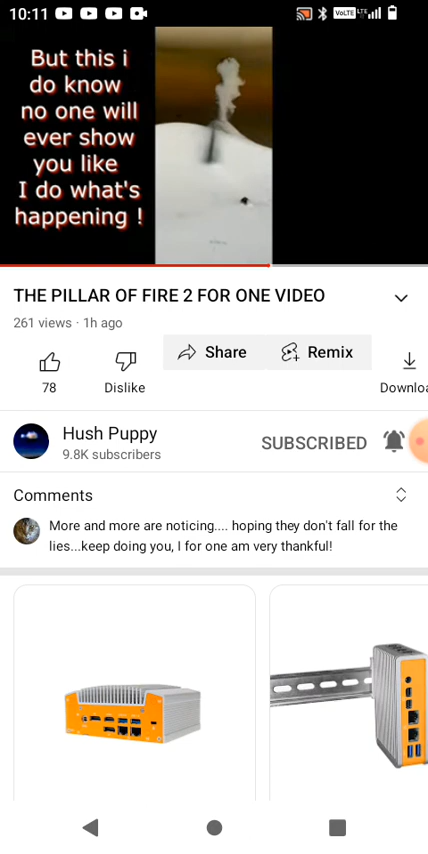 10:11
VoLTE LTE
But this i
do know
no one will
ever show
you like
I do what's
happening !
THE PILLAR OF FIRE 2 FOR ONE VIDEO
261 views · 1h ago
Share
Remix
78
Dislike
Downloa
Hush Puppy
9.8K subscribers
SUBSCRIBED
Comments
More and more are noticing.... hoping they don't fall for the
lies...keep doing you, I for one am very thankful!